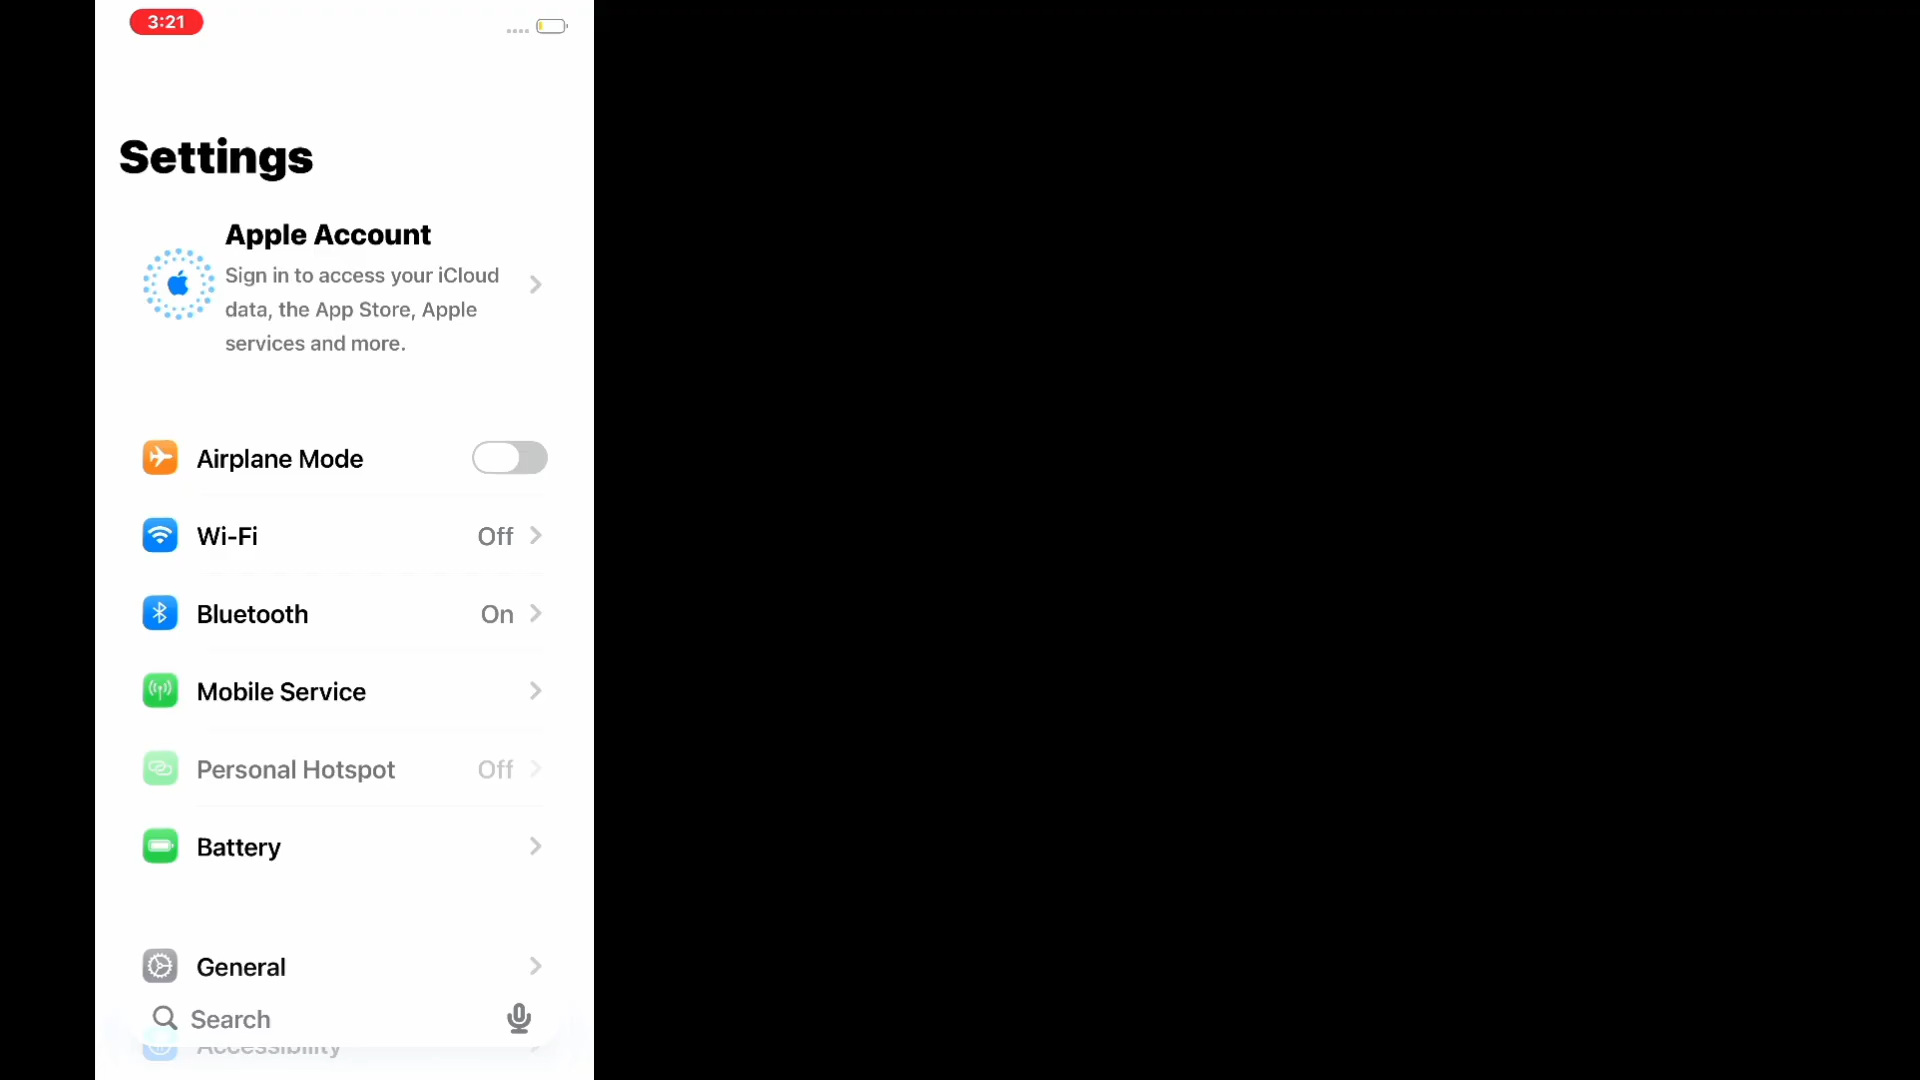 3:21
Settings
Apple Account
Sign in to access your iCloud
data, the App Store, Apple
services and more.
Airplane Mode
Wi-Fi Off
Bluetooth On
Mobile Service
Personal Hotspot Off
Battery
General
Search
Accessibility